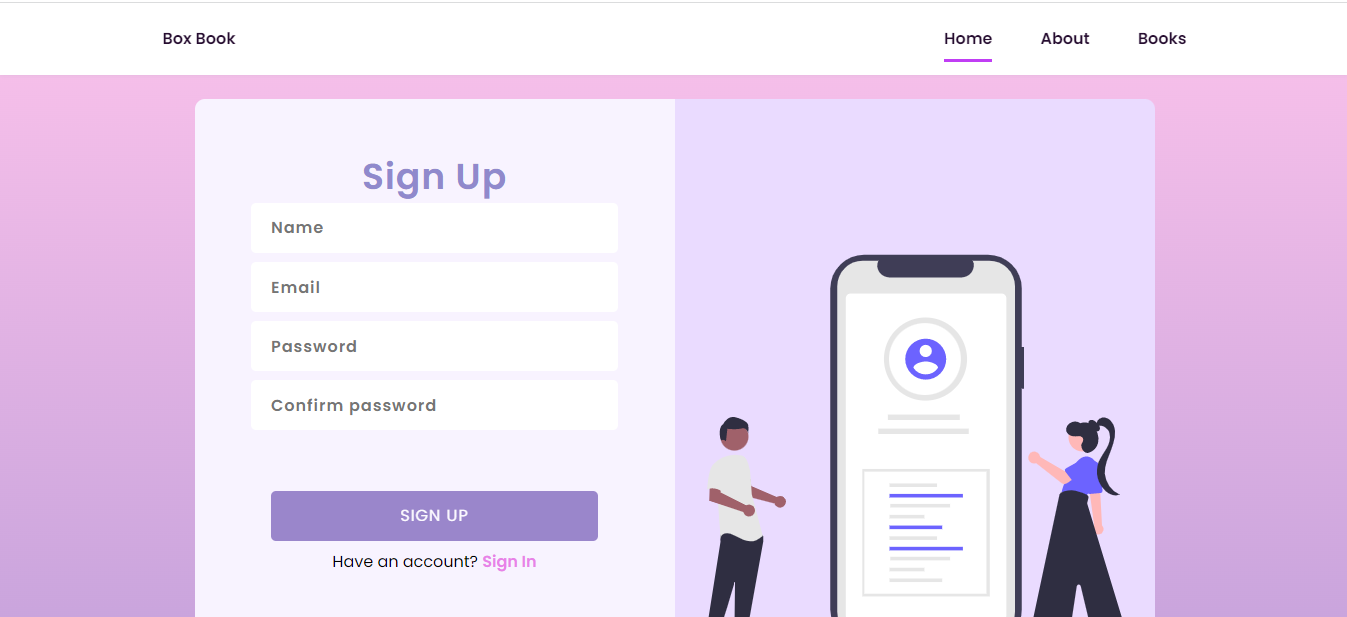 Box Book
Home
About
Books
Sign Up
Name
Email
Password
Confirm password
SIGN UP
Have an account? Sign In